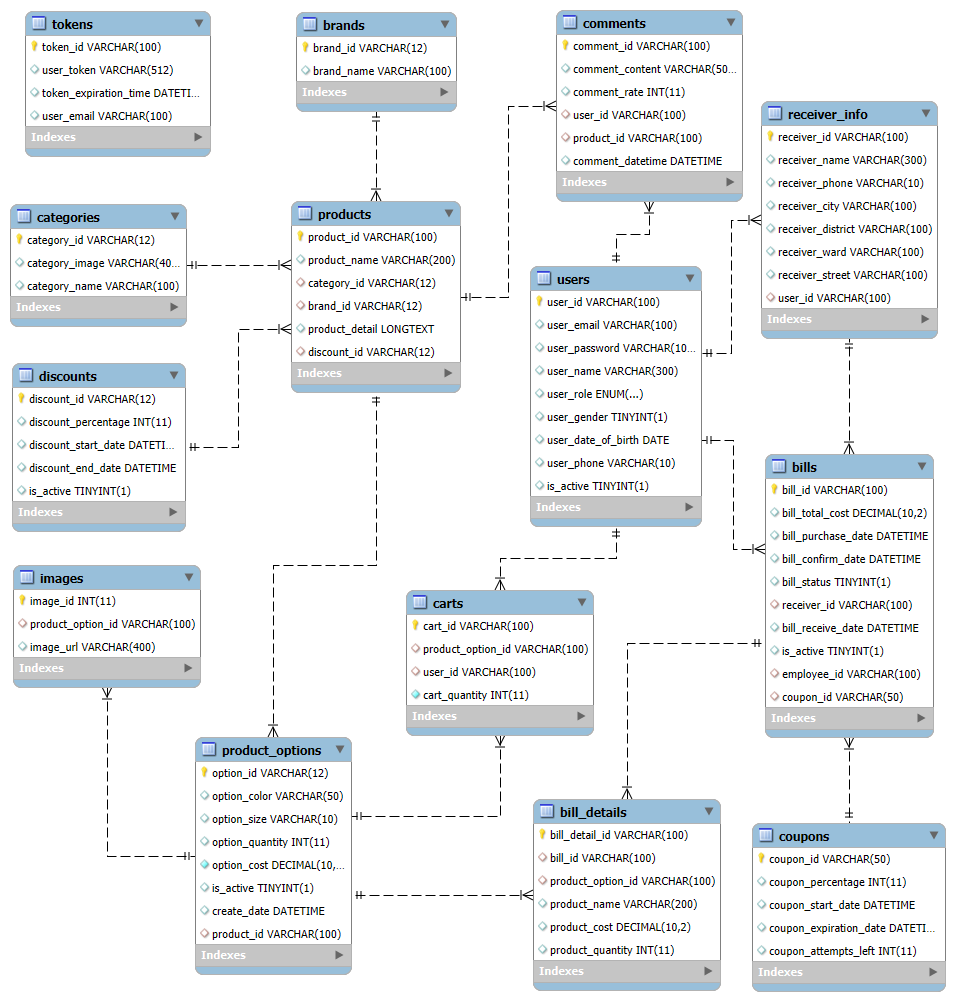 tokens
token_id VARCHAR(100)
user_token VARCHAR(512)
token_expiration_time DATETI...
user_email VARCHAR(100)
Indexes
brands
brand_id VARCHAR(12)
brand_name VARCHAR(100)
Indexes
comments
comment_id VARCHAR(100)
comment_content VARCHAR(50...
comment_rate INT(11)
user_id VARCHAR(100)
product_id VARCHAR(100)
comment_datetime DATETIME
Indexes
receiver_info
receiver_id VARCHAR(100)
receiver_name VARCHAR(300)
receiver_phone VARCHAR(10)
receiver_city VARCHAR(100)
receiver_district VARCHAR(100)
receiver_ward VARCHAR(100)
receiver_street VARCHAR(100)
user_id VARCHAR(100)
Indexes
categories
category_id VARCHAR(12)
category_image VARCHAR(40...
category_name VARCHAR(100)
Indexes
products
product_id VARCHAR(100)
product_name VARCHAR(200)
category_id VARCHAR(12)
brand_id VARCHAR(12)
product_detail LONGTEXT
discount_id VARCHAR(12)
Indexes
users
user_id VARCHAR(100)
user_email VARCHAR(100)
user_password VARCHAR(10...
user_name VARCHAR(300)
user_role ENUM(...)
user_gender TINYINT(1)
user_date_of_birth DATE
user_phone VARCHAR(10)
is_active TINYINT(1)
Indexes
discounts
discount_id VARCHAR(12)
discount_percentage INT(11)
discount_start_date DATETI...
discount_end_date DATETIME
is_active TINYINT(1)
Indexes
bills
bill_id VARCHAR(100)
bill_total_cost DECIMAL(10,2)
bill_purchase_date DATETIME
bill_confirm_date DATETIME
bill_status TINYINT(1)
receiver_id VARCHAR(100)
bill_receive_date DATETIME
is_active TINYINT(1)
employee_id VARCHAR(100)
coupon_id VARCHAR(50)
Indexes
images
image_id INT(11)
product_option_id VARCHAR(100)
image_url VARCHAR(400)
Indexes
carts
cart_id VARCHAR(100)
product_option_id VARCHAR(100)
user_id VARCHAR(100)
cart_quantity INT(11)
Indexes
product_options
option_id VARCHAR(12)
option_color VARCHAR(50)
option_size VARCHAR(10)
option_quantity INT(11)
option_cost DECIMAL(10,...
is_active TINYINT(1)
create_date DATETIME
product_id VARCHAR(100)
Indexes
bill_details
bill_detail_id VARCHAR(100)
bill_id VARCHAR(100)
product_option_id VARCHAR(100)
product_name VARCHAR(200)
product_cost DECIMAL(10,2)
product_quantity INT(11)
Indexes
coupons
coupon_id VARCHAR(50)
coupon_percentage INT(11)
coupon_start_date DATETIME
coupon_expiration_date DATETI...
coupon_attempts_left INT(11)
Indexes